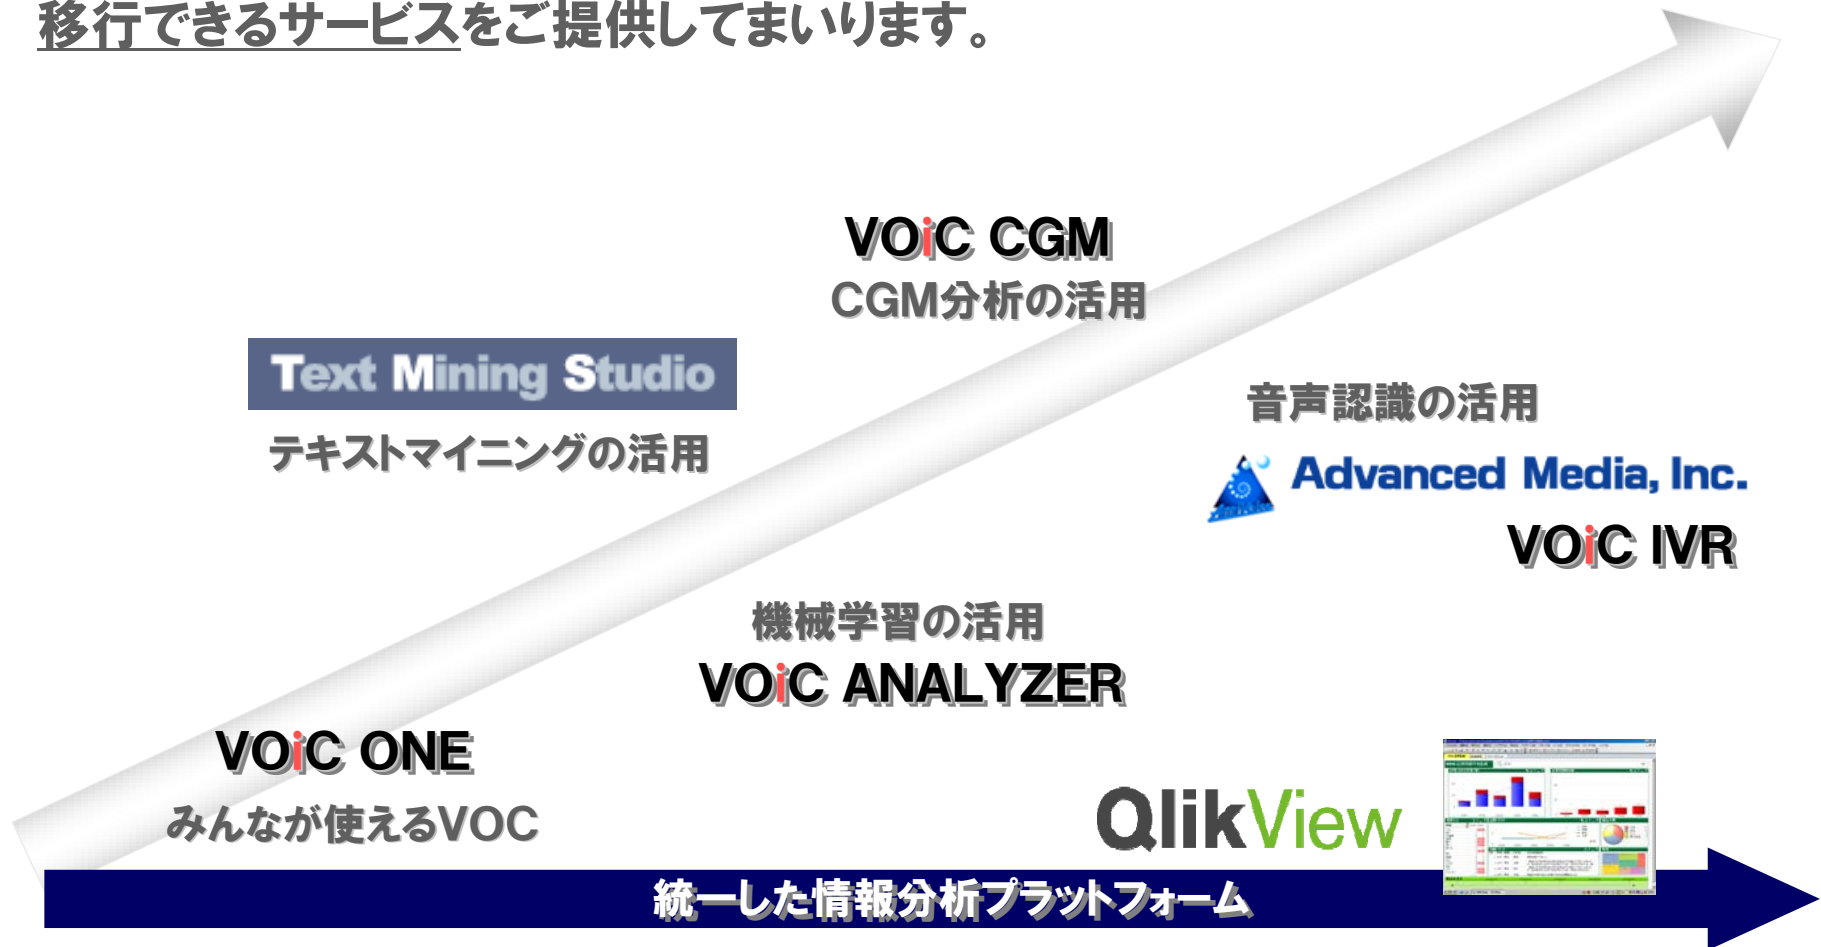 移行できるサービスをご提供してまいります。
VOiC CGM
CGM分析の活用
Text Mining Studio
テキストマイニングの活用
音声認識の活用
Advanced Media, Inc.
VOiC IVR
機械学習の活用
VOiC ANALYZER
VOiC ONE
みんなが使えるVOC
QlikView
統一した情報分析プラットフォーム